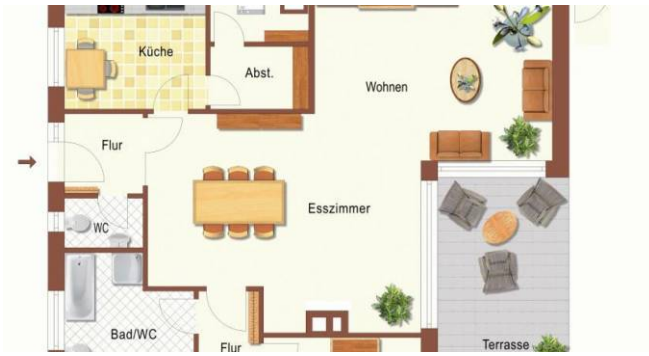 Küche
Abst.
Wohnen
Flur
Esszimmer
WC
Bad/WC
Flur
Terrasse